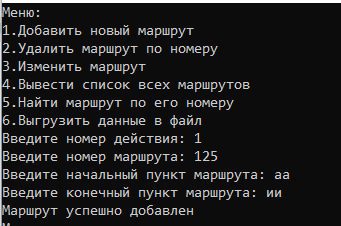 Меню:
1.Добавить новый маршрут
2.Удалить маршрут по номеру
3.Изменить маршрут
4.Вывести список всех маршрутов
5.Найти маршрут по его номеру
6.Выгрузить данные в файл
Введите номер действия: 1
Введите номер маршрута: 125
Введите начальный пункт маршрута: аа
Введите конечный пункт маршрута: ии
Маршрут успешно добавлен